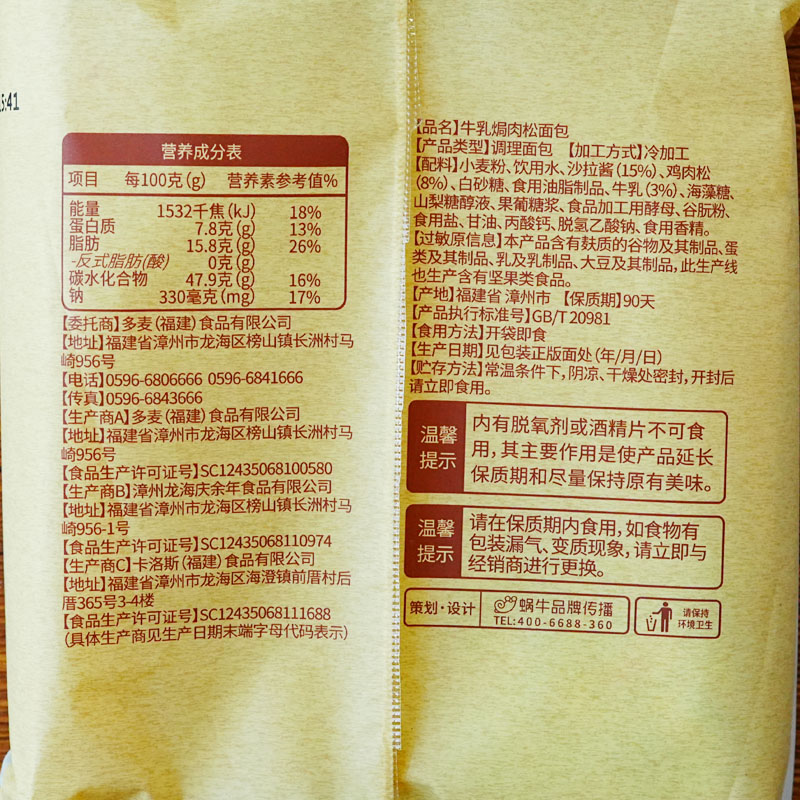 5:41
营养成分表
项目 每100克(g) 营养素参考值%
能量 1532千焦(kJ) 18%
蛋白质 7.8克(g) 13%
脂肪 15.8克(g) 26%
-反式脂肪(酸) 0克(g)
碳水化合物 47.9克(g) 16%
钠 330毫克(mg) 17%
【委托商】多麦(福建)食品有限公司
【地址】福建省漳州市龙海区榜山镇长洲村马
崎956号
【电话】0596-6806666 0596-6841666
【传真】0596-6843666
【生产商A】多麦(福建)食品有限公司
【地址】福建省漳州市龙海区榜山镇长洲村马
崎956号
【食品生产许可证号】SC12435068100580
【生产商B】漳州龙海庆余年食品有限公司
【地址】福建省漳州市龙海区榜山镇长洲村马
崎956-1号
【食品生产许可证号】SC12435068110974
【生产商C】卡洛斯(福建)食品有限公司
【地址】福建省漳州市龙海区海澄镇前厝村后
厝365号3-4楼
【食品生产许可证号】SC12435068111688
(具体生产商见生产日期末端字母代码表示)
【品名】牛乳焗肉松面包
【产品类型】调理面包 【加工方式】冷加工
【配料】小麦粉、饮用水、沙拉酱(15%)、鸡肉松
(8%)、白砂糖、食用油脂制品、牛乳(3%)、海藻糖、
山梨糖醇液、果葡糖浆、食品加工用酵母、谷朊粉、
食用盐、甘油、丙酸钙、脱氢乙酸钠、食用香精。
【过敏原信息】本产品含有麸质的谷物及其制品、蛋
类及其制品、乳及乳制品、大豆及其制品,此生产线
也生产含有坚果类食品。
【产地】福建省 漳州市 【保质期】90天
【产品执行标准号】GB/T 20981
【食用方法】开袋即食
【生产日期】见包装正版面处(年/月/日)
【贮存方法】常温条件下,阴凉、干燥处密封,开封后
请立即食用。
温馨
提示
内有脱氧剂或酒精片不可食
用,其主要作用是使产品延长
保质期和尽量保持原有美味。
温馨
提示
请在保质期内食用,如食物有
包装漏气、变质现象,请立即与
经销商进行更换。
策划·设计 蜗牛品牌传播
TEL:400-6688-360
请保持
环境卫生